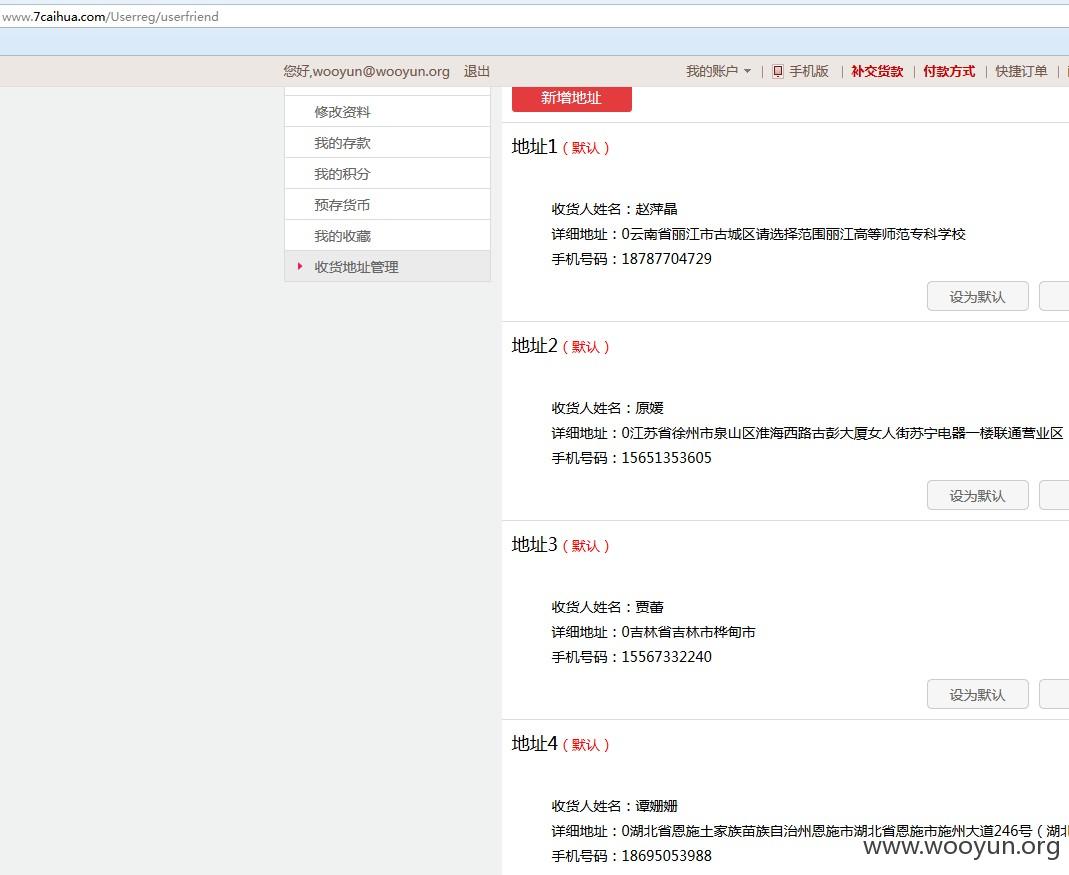 www.7caihua.com/Userreg/userfriend
您好,wooyun@wooyun.org 退出 我的账户 | 手机版 | 补交货款 | 付款方式 | 快捷订单 |
新增地址
修改资料
我的存款
我的积分
预存货币
我的收藏
收货地址管理
地址1（默认）
收货人姓名：赵萍晶
详细地址：0云南省丽江市古城区请选择范围丽江高等师范专科学校
手机号码：18787704729
设为默认
地址2（默认）
收货人姓名：原媛
详细地址：0江苏省徐州市泉山区淮海西路古彭大厦女人街苏宁电器一楼联通营业区
手机号码：15651353605
设为默认
地址3（默认）
收货人姓名：贾蕾
详细地址：0吉林省吉林市桦甸市
手机号码：15567332240
设为默认
地址4（默认）
收货人姓名：谭姗姗
详细地址：0湖北省恩施土家族苗族自治州恩施市湖北省恩施市施州大道246号（湖北
手机号码：18695053988
www.wooyun.org